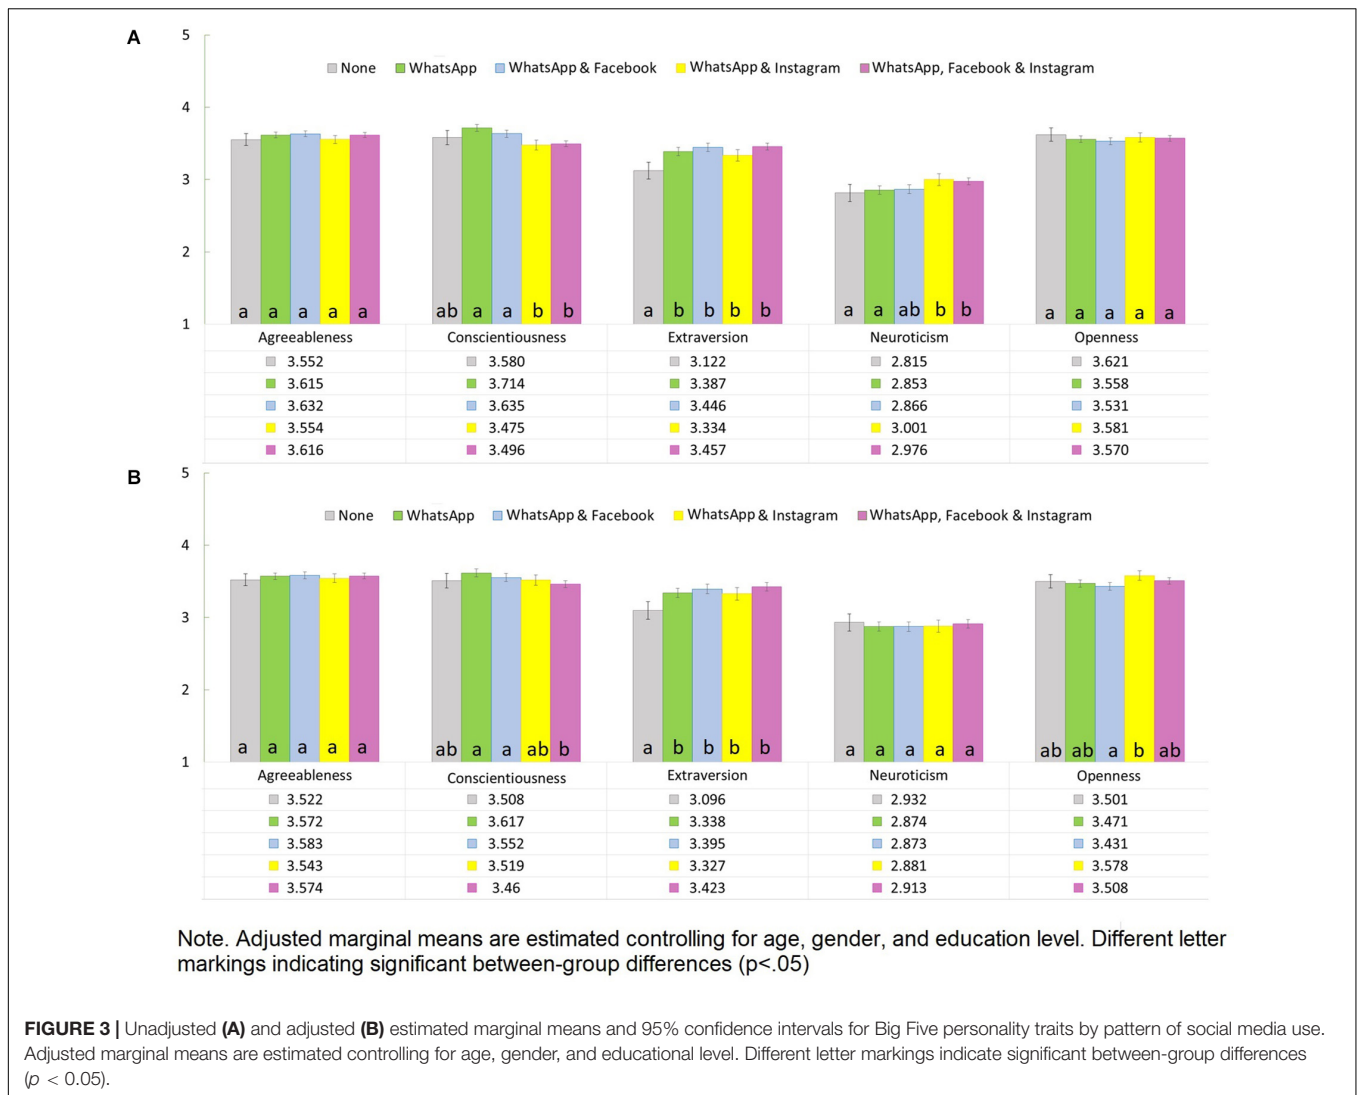 A
5
None WhatsApp WhatsApp & Facebook WhatsApp & Instagram WhatsApp, Facebook & Instagram
4
3
2
1
a a a a a ab a a b b a b b b b a a ab b b a a a a a
Agreeableness Conscientiousness Extraversion Neuroticism Openness
3.552 3.580 3.122 2.815 3.621
3.615 3.714 3.387 2.853 3.558
3.632 3.635 3.446 2.866 3.531
3.554 3.475 3.334 3.001 3.581
3.616 3.496 3.457 2.976 3.570
B
5
None WhatsApp WhatsApp & Facebook WhatsApp & Instagram WhatsApp, Facebook & Instagram
4
3
2
1
a a a a a ab a a ab b a b b b b a a a a a ab ab a b ab
Agreeableness Conscientiousness Extraversion Neuroticism Openness
3.522 3.508 3.096 2.932 3.501
3.572 3.617 3.338 2.874 3.471
3.583 3.552 3.395 2.873 3.431
3.543 3.519 3.327 2.881 3.578
3.574 3.46 3.423 2.913 3.508
Note. Adjusted marginal means are estimated controlling for age, gender, and education level. Different letter
markings indicating significant between-group differences (p<.05)
FIGURE 3 | Unadjusted (A) and adjusted (B) estimated marginal means and 95% confidence intervals for Big Five personality traits by pattern of social media use.
Adjusted marginal means are estimated controlling for age, gender, and educational level. Different letter markings indicate significant between-group differences
(p < 0.05).